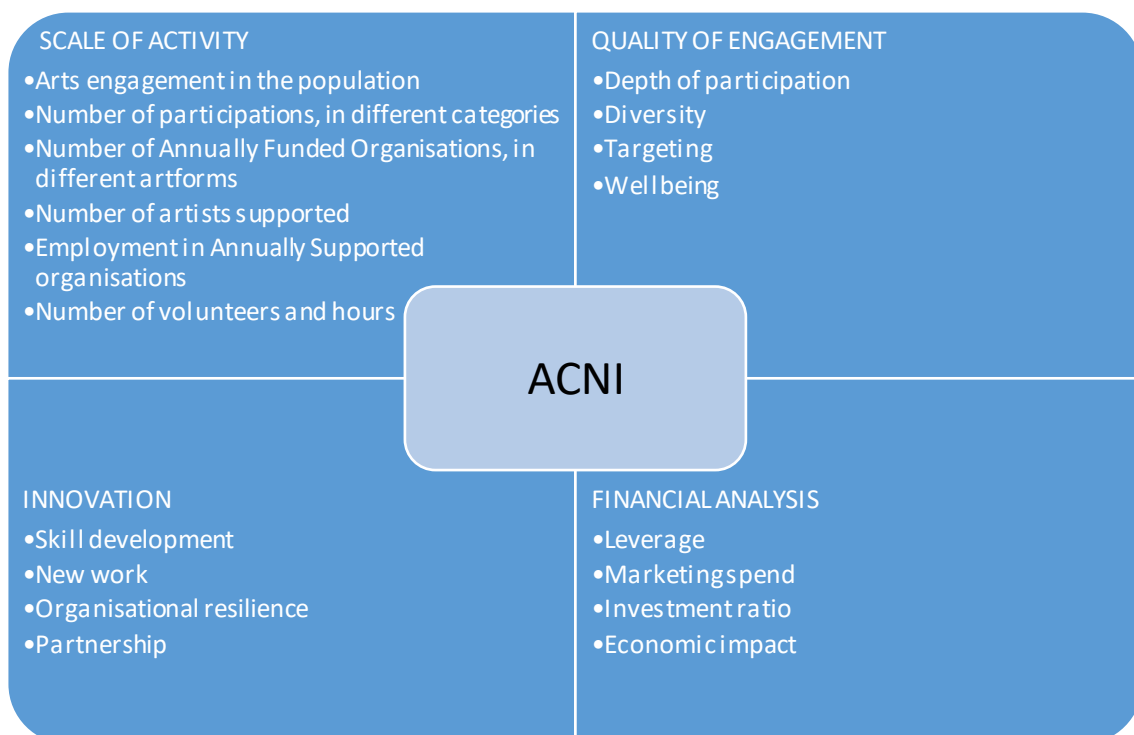 SCALE OF ACTIVITY
•Arts engagement in the population
•Number of participations, in different categories
•Number of Annually Funded Organisations, in
different artforms
•Number of artists supported
•Employment in Annually Supported
organisations
•Number of volunteers and hours
QUALITY OF ENGAGEMENT
•Depth of participation
•Diversity
•Targeting
•Wellbeing
ACNI
INNOVATION
•Skill development
•New work
•Organisational resilience
•Partnership
FINANCIAL ANALYSIS
•Leverage
•Marketing spend
•Investment ratio
•Economic impact